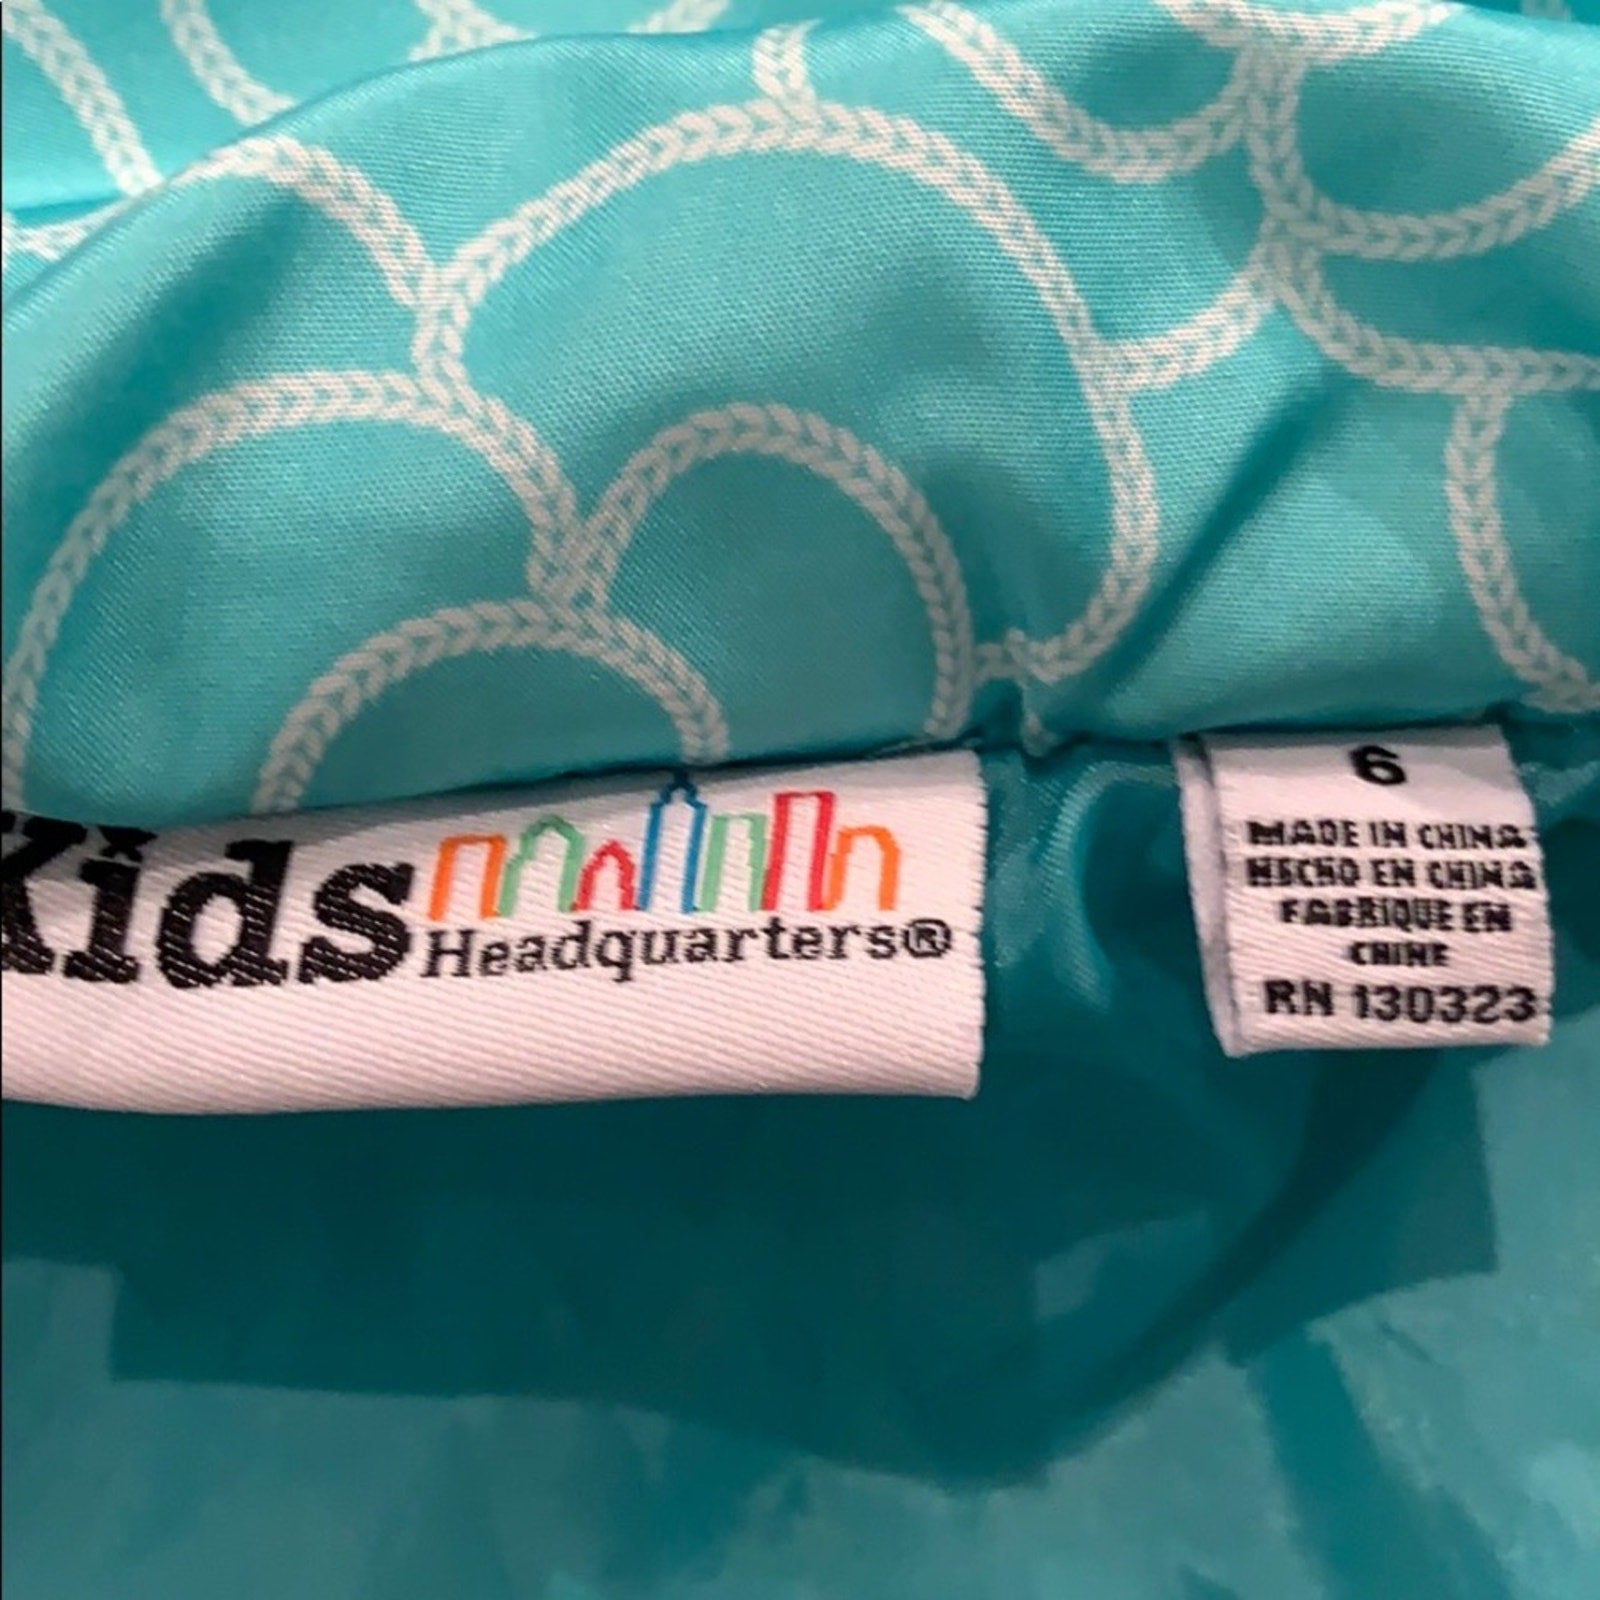 Kids
Headquarters®
6
MADE IN CHINA
HECHO EN CHINA
FABRIQUE EN
CHINE
RN 130323